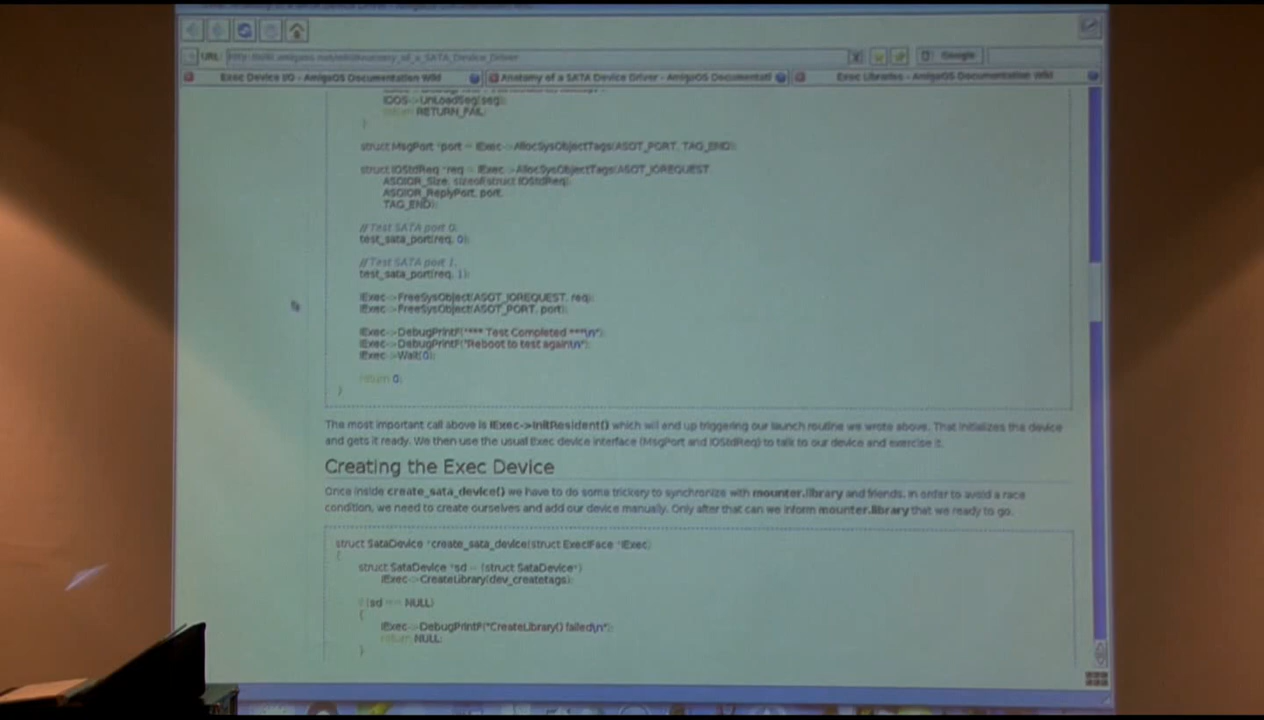 URL:
Google
Exec Device I/O - AmigaOS Documentation Wiki
Anatomy of a SATA Device Driver - AmigaOS Documentati
Exec Libraries - AmigaOS Documentation Wiki
IDOS->UnLoadSeg(seg);
return RETURN_FAIL;
}
struct MsgPort *port = IExec->AllocSysObjectTags(ASOT_PORT, TAG_END);
struct IOStdReq *req = IExec->AllocSysObjectTags(ASOT_IOREQUEST,
ASOIOR_Size, sizeof(struct IOStdReq),
ASOIOR_ReplyPort, port,
TAG_END);
// Test SATA port 0.
test_sata_port(req, 0);
// Test SATA port 1.
test_sata_port(req, 1);
IExec->FreeSysObject(ASOT_IOREQUEST, req);
IExec->FreeSysObject(ASOT_PORT, port);
IExec->DebugPrintF("*** Test Completed ***\n");
IExec->DebugPrintF("Reboot to test again\n");
IExec->Wait(0);
return 0;
}
The most important call above is IExec->InitResident() which will end up triggering our launch routine we wrote above. That initializes the device
and gets it ready. We then use the usual Exec device interface (MsgPort and IOStdReq) to talk to our device and exercise it.
Creating the Exec Device
Once inside create_sata_device() we have to do some trickery to synchronize with mounter.library and friends. In order to avoid a race
condition, we need to create ourselves and add our device manually. Only after that can we inform mounter.library that we ready to go.
struct SataDevice *create_sata_device(struct ExecIFace *IExec)
{
struct SataDevice *sd = (struct SataDevice*)
IExec->CreateLibrary(dev_createtags);
if (sd == NULL)
{
IExec->DebugPrintF("CreateLibrary() failed\n");
return NULL;
}